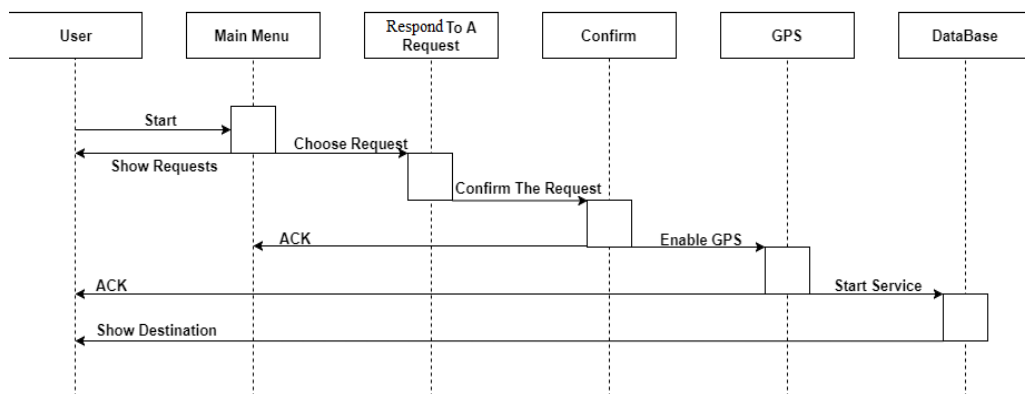 User
Main Menu
Respond To A
Request
Confirm
GPS
DataBase
Start
Choose Request
Show Requests
Confirm The Request
ACK
Enable GPS
ACK
Start Service
Show Destination